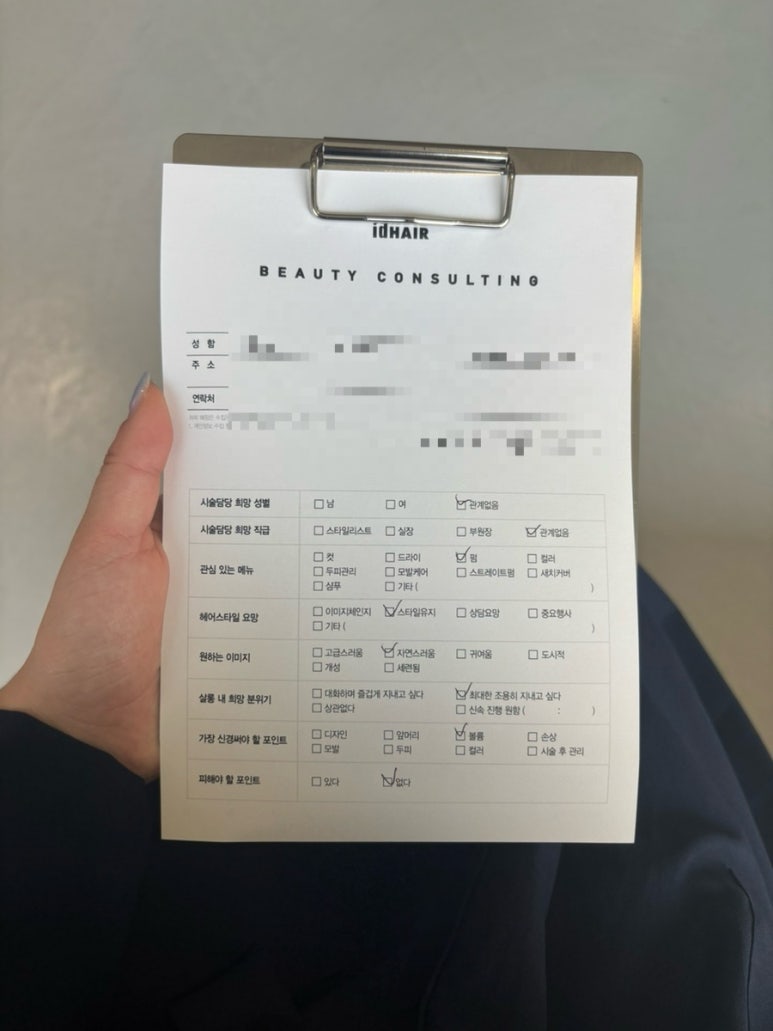 idHAIR
BEAUTY CONSULTING
성 함
주 소
연락처
시술담당 희망 성별 □ 남 □ 여 ☑ 관계없음
시술담당 희망 직급 □ 스타일리스트 □ 실장 □ 부원장 ☑ 관계없음
관심 있는 메뉴 □ 컷 □ 드라이 ☑ 펌 □ 컬러
□ 두피관리 □ 모발케어 □ 스트레이트펌 □ 새치커버
□ 샴푸 □ 기타 ( )
헤어스타일 요망 □ 이미지체인지 ☑ 스타일유지 □ 상담요망 □ 중요행사
□ 기타 ( )
원하는 이미지 □ 고급스러움 ☑ 자연스러움 □ 귀여움 □ 도시적
□ 개성 □ 세련됨
살롱 내 희망 분위기 □ 대화하며 즐겁게 지내고 싶다 ☑ 최대한 조용히 지내고 싶다
□ 상관없다 □ 신속 진행 원함 ( : )
가장 신경써야 할 포인트 □ 디자인 □ 앞머리 ☑ 볼륨 □ 손상
□ 모발 □ 두피 □ 컬러 □ 시술 후 관리
피해야 할 포인트 □ 있다 ☑ 없다